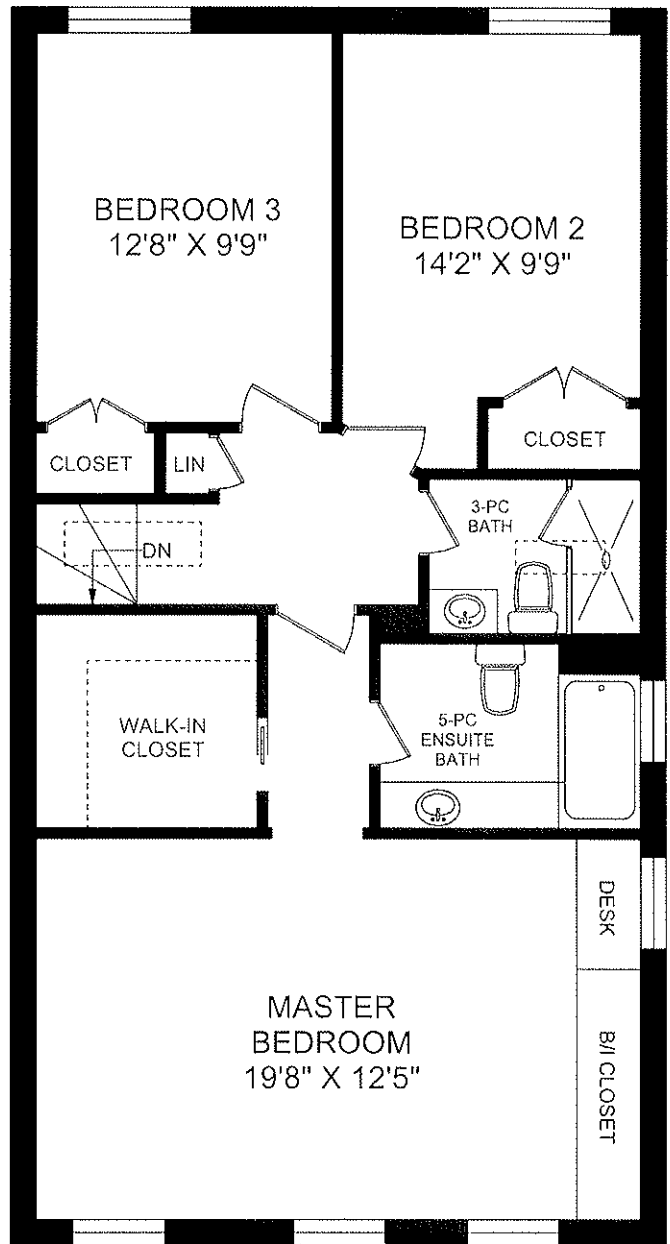 BEDROOM 3
12'8" X 9'9"
BEDROOM 2
14'2" X 9'9"
CLOSET
LIN
CLOSET
3-PC
BATH
DN
WALK-IN
CLOSET
5-PC
ENSUITE
BATH
DESK
MASTER
BEDROOM
19'8" X 12'5"
B/I CLOSET